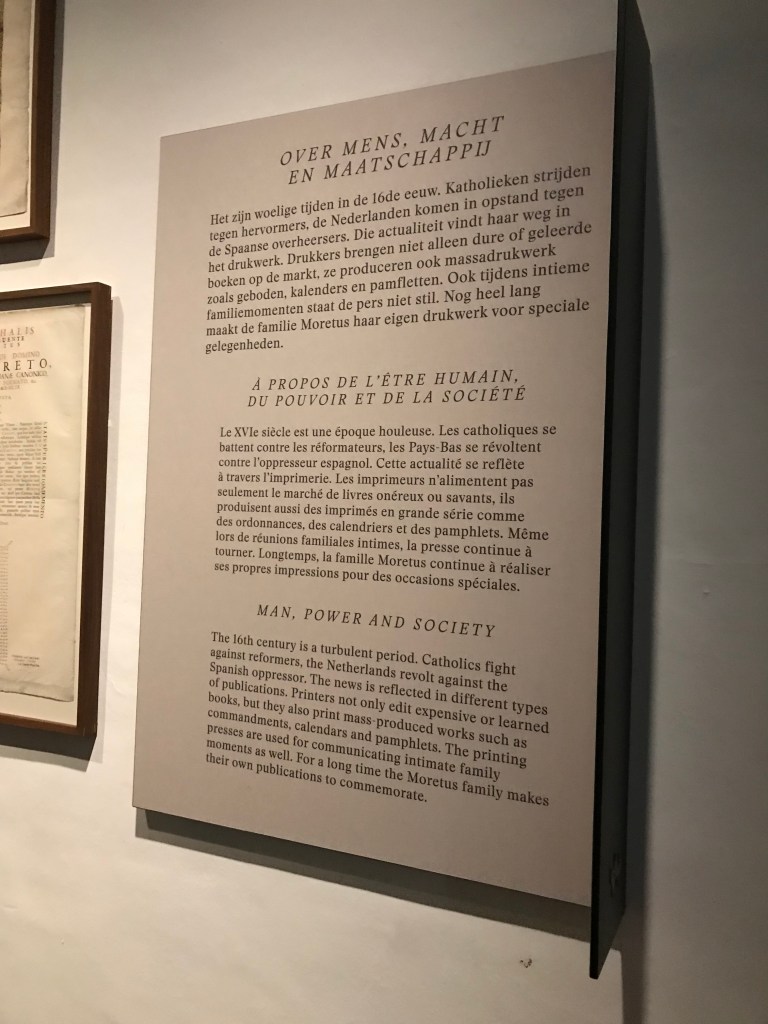 OVER MENS, MACHT
EN MAATSCHAPPIJ
Het zijn woelige tijden in de 16de eeuw. Katholieken strijden
tegen hervormers, de Nederlanden komen in opstand tegen
de Spaanse overheersers. Die actualiteit vindt haar weg in
het drukwerk. Drukkers brengen niet alleen dure of geleerde
boeken op de markt, ze produceren ook massadrukwerk
zoals geboden, kalenders en pamfletten. Ook tijdens intieme
familiemomenten staat de pers niet stil. Nog heel lang
maakt de familie Moretus haar eigen drukwerk voor speciale
gelegenheden.
À PROPOS DE L'ÊTRE HUMAIN,
DU POUVOIR ET DE LA SOCIÉTÉ
Le XVIe siècle est une époque houleuse. Les catholiques se
battent contre les réformateurs, les Pays-Bas se révoltent
contre l'oppresseur espagnol. Cette actualité se reflète
à travers l'imprimerie. Les imprimeurs n'alimentent pas
seulement le marché de livres onéreux ou savants, ils
produisent aussi des imprimés en grande série comme
des ordonnances, des calendriers et des pamphlets. Même
lors de réunions familiales intimes, la presse continue à
tourner. Longtemps, la famille Moretus continue à réaliser
ses propres impressions pour des occasions spéciales.
MAN, POWER AND SOCIETY
The 16th century is a turbulent period. Catholics fight
against reformers, the Netherlands revolt against the
Spanish oppressor. The news is reflected in different types
of publications. Printers not only edit expensive or learned
books, but they also print mass-produced works such as
commandments, calendars and pamphlets. The printing
presses are used for communicating intimate family
moments as well. For a long time the Moretus family makes
their own publications to commemorate.
HALIS
DOMINO
RETO,
CANONICO,